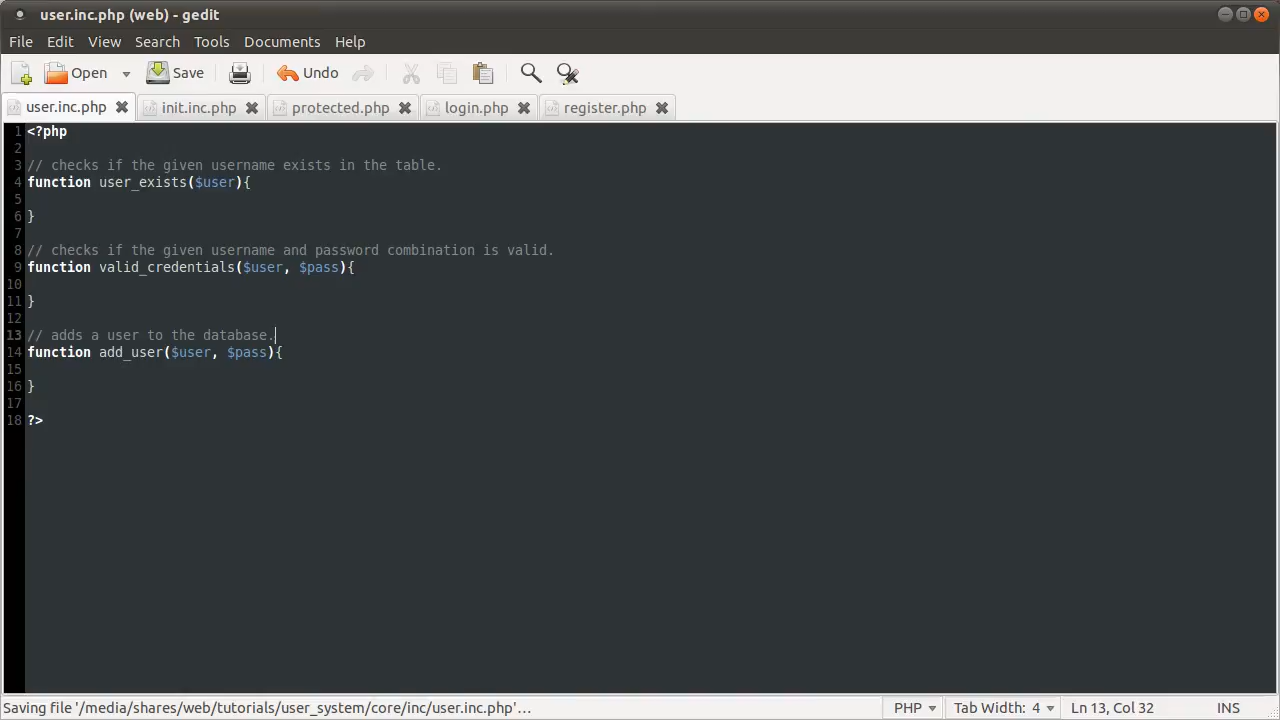 user.inc.php (web) - gedit
File Edit View Search Tools Documents Help
Open Save Undo
user.inc.php init.inc.php protected.php login.php register.php
1 <?php
2
3 // checks if the given username exists in the table.
4 function user_exists($user){
5
6 }
7
8 // checks if the given username and password combination is valid.
9 function valid_credentials($user, $pass){
10
11 }
12
13 // adds a user to the database.
14 function add_user($user, $pass){
15
16 }
17
18 ?>
Saving file '/media/shares/web/tutorials/user_system/core/inc/user.inc.php'... PHP Tab Width: 4 Ln 13, Col 32 INS